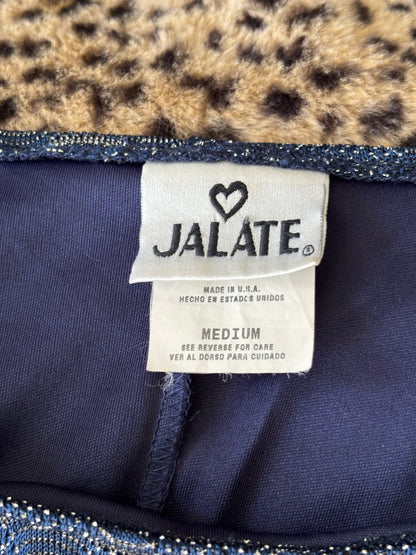 JALATE®
MADE IN U.S.A.
HECHO EN ESTADOS UNIDOS
MEDIUM
SEE REVERSE FOR CARE
VER AL DORSO PARA CUIDADO